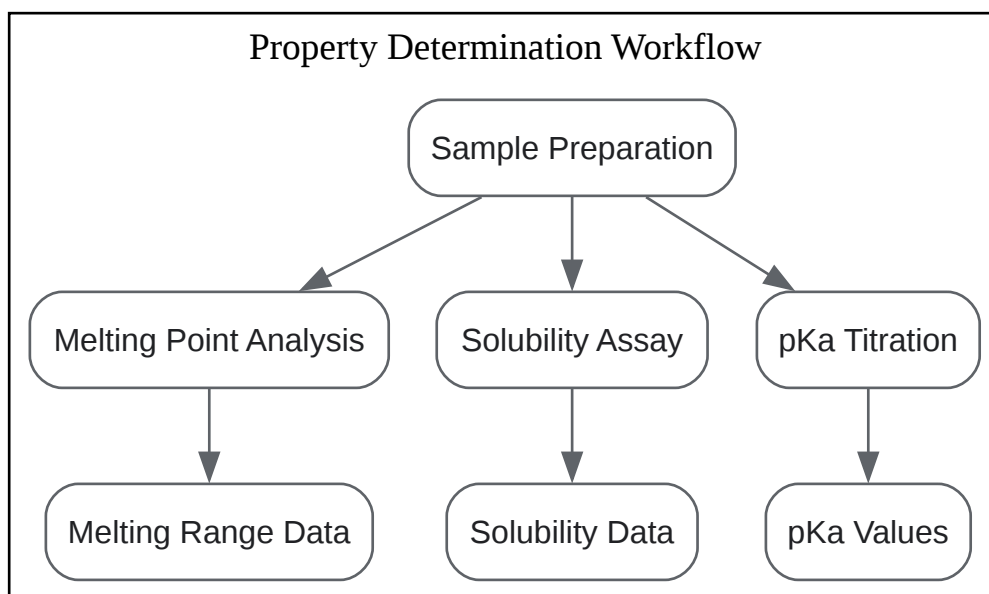 Property Determination Workflow
Sample Preparation
Melting Point Analysis
Solubility Assay
pKa Titration
Melting Range Data
Solubility Data
pKa Values